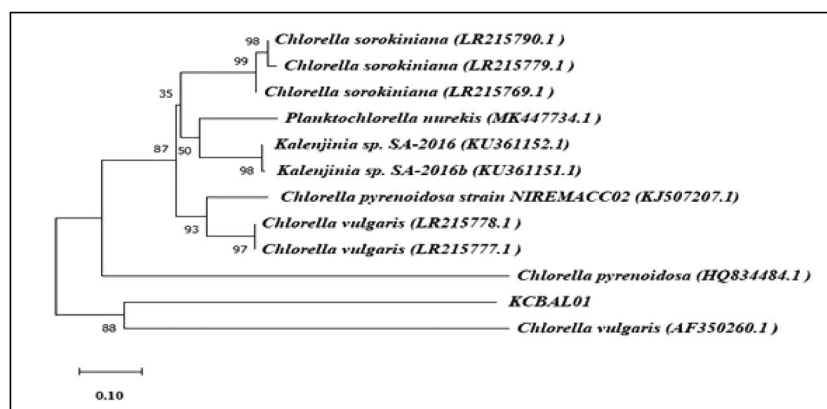 98 Chlorella sorokiniana (LR215790.1 )
99 Chlorella sorokiniana (LR215779.1 )
Chlorella sorokiniana (LR215769.1 )
35
Planktochlorella nurekis (MK447734.1 )
87 50 Kalenjinia sp. SA-2016 (KU361152.1)
98 Kalenjinia sp. SA-2016b (KU361151.1)
Chlorella pyrenoidosa strain NIREMACC02 (KJ507207.1)
93 Chlorella vulgaris (LR215778.1 )
97 Chlorella vulgaris (LR215777.1 )
Chlorella pyrenoidosa (HQ834484.1 )
KCBAL01
88 Chlorella vulgaris (AF350260.1 )
0.10